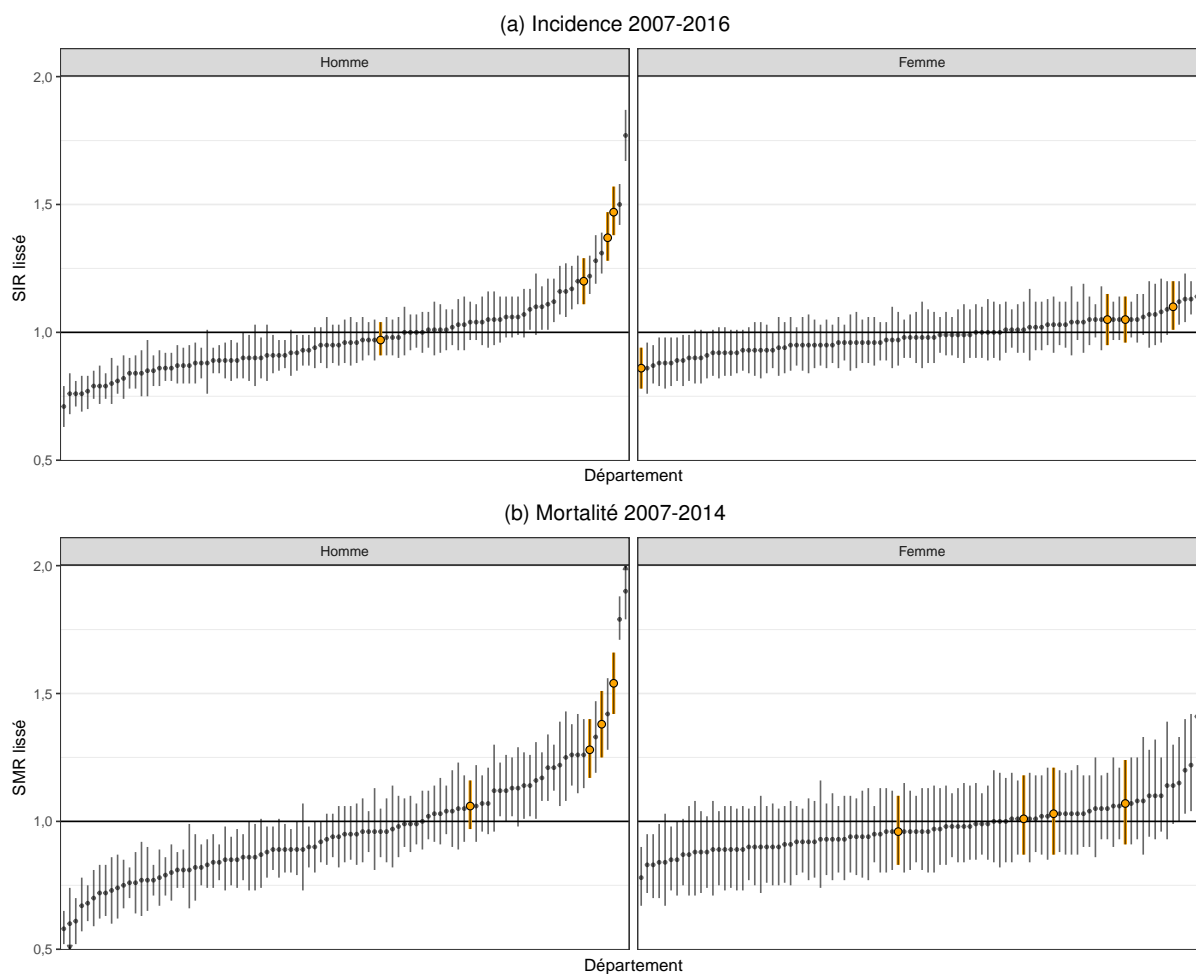 (a) Incidence 2007-2016
Homme
Femme
2,0
1,5
1,0
0,5
SIR lissé
Département
(b) Mortalité 2007-2014
Homme
Femme
2,0
1,5
1,0
0,5
SMR lissé
Département